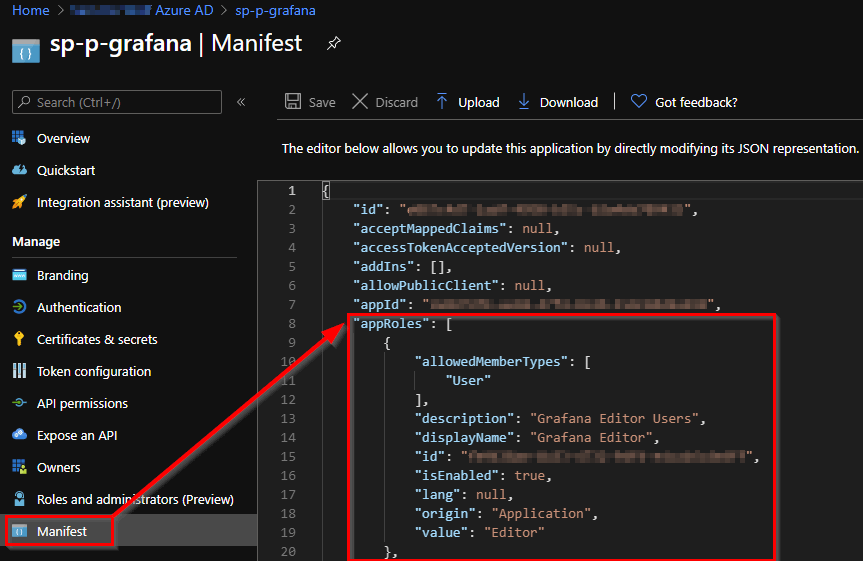 Home > Azure AD > sp-p-grafana
sp-p-grafana | Manifest
Search (Ctrl+/)
«
Save
Discard
Upload
Download
Got feedback?
The editor below allows you to update this application by directly modifying its JSON representation.
Overview
Quickstart
Integration assistant (preview)
Manage
Branding
Authentication
Certificates & secrets
Token configuration
API permissions
Expose an API
Owners
Roles and administrators (Preview)
Manifest
1 {
2 "id": "",
3 "acceptMappedClaims": null,
4 "accessTokenAcceptedVersion": null,
5 "addIns": [],
6 "allowPublicClient": null,
7 "appId": "",
8 "appRoles": [
9 {
10 "allowedMemberTypes": [
11 "User"
12 ],
13 "description": "Grafana Editor Users",
14 "displayName": "Grafana Editor",
15 "id": "",
16 "isEnabled": true,
17 "lang": null,
18 "origin": "Application",
19 "value": "Editor"
20 },